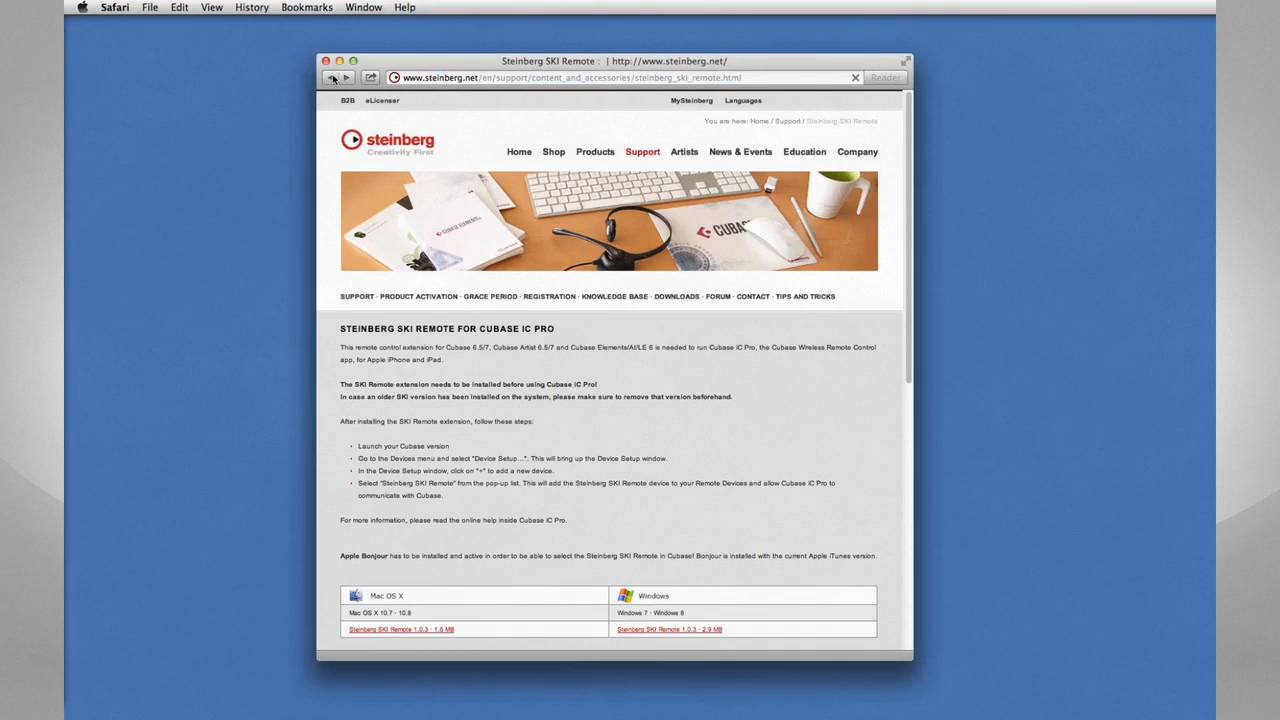 Safari File Edit View History Bookmarks Window Help
Steinberg SKI Remote : | http://www.steinberg.net/
www.steinberg.net/en/support/content_and_accessories/steinberg_ski_remote.html
Reader
B2B eLicenser MySteinberg Languages
You are here: Home / Support / Steinberg SKI Remote
steinberg
Creativity First
Home Shop Products Support Artists News & Events Education Company
CUBASE ELEMENTS
CUBA
SUPPORT · PRODUCT ACTIVATION · GRACE PERIOD · REGISTRATION · KNOWLEDGE BASE · DOWNLOADS · FORUM · CONTACT · TIPS AND TRICKS
STEINBERG SKI REMOTE FOR CUBASE IC PRO
This remote control extension for Cubase 6.5/7, Cubase Artist 6.5/7 and Cubase Elements/AI/LE 6 is needed to run Cubase iC Pro, the Cubase Wireless Remote Control
app, for Apple iPhone and iPad.
The SKI Remote extension needs to be installed before using Cubase iC Pro!
In case an older SKI version has been installed on the system, please make sure to remove that version beforehand.
After installing the SKI Remote extension, follow these steps:
· Launch your Cubase version
· Go to the Devices menu and select "Device Setup...". This will bring up the Device Setup window.
· In the Device Setup window, click on "+" to add a new device.
· Select "Steinberg SKI Remote" from the pop-up list. This will add the Steinberg SKI Remote device to your Remote Devices and allow Cubase iC Pro to
communicate with Cubase.
For more information, please read the online help inside Cubase iC Pro.
Apple Bonjour has to be installed and active in order to be able to select the Steinberg SKI Remote in Cubase! Bonjour is installed with the current Apple iTunes version.
Mac OS X Windows
Mac OS X 10.7 - 10.8 Windows 7 - Windows 8
Steinberg SKI Remote 1.0.3 - 1.6 MB Steinberg SKI Remote 1.0.3 - 2.9 MB